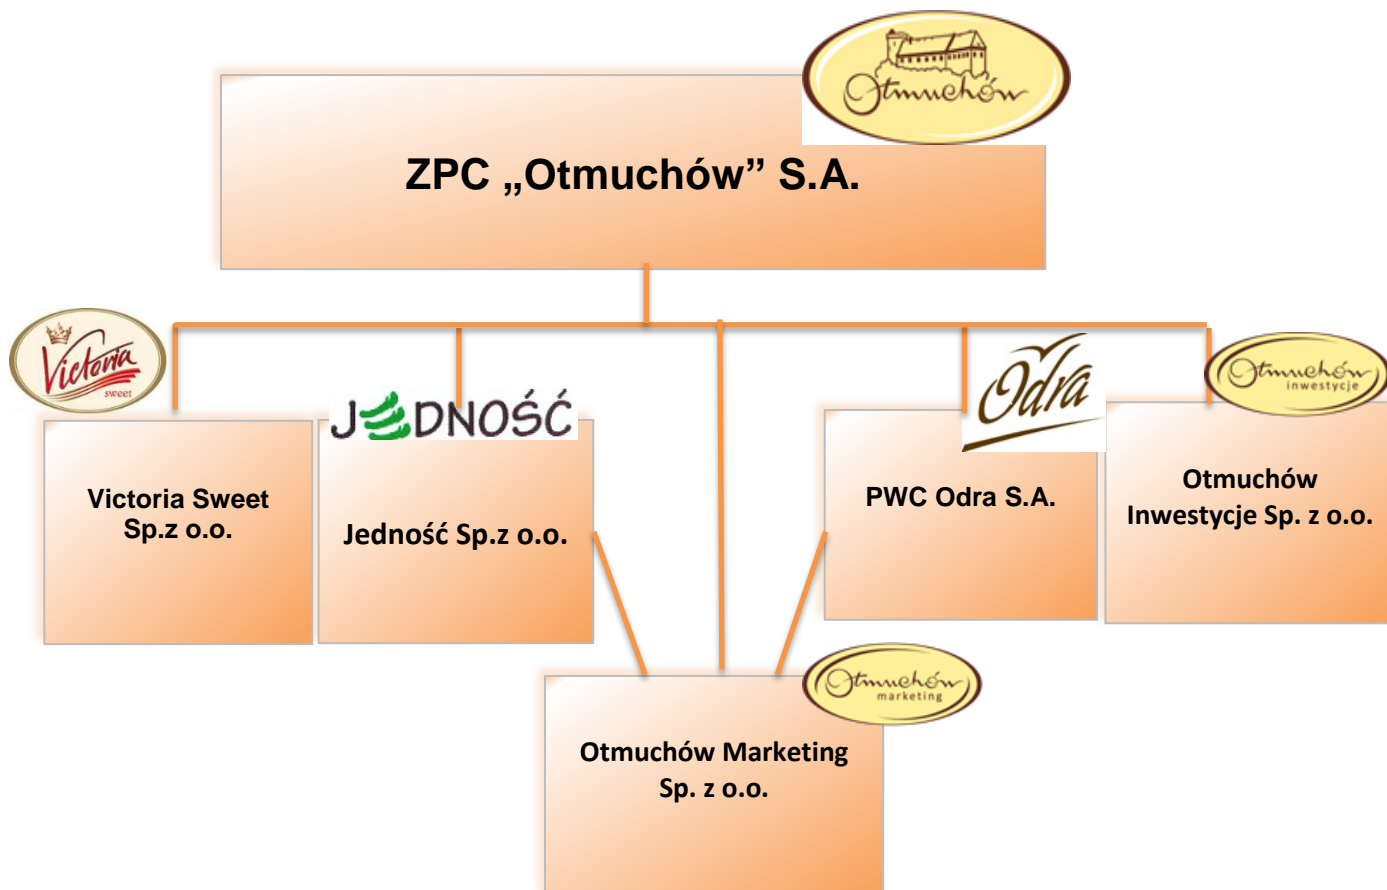 Otmuchów
ZPC „Otmuchów” S.A.
Victoria
sweet
JEDNOŚĆ
Odra
Otmuchów
inwestycje
Victoria Sweet
Sp.z o.o.
Jedność Sp.z o.o.
PWC Odra S.A.
Otmuchów
Inwestycje Sp. z o.o.
Otmuchów
marketing
Otmuchów Marketing
Sp. z o.o.